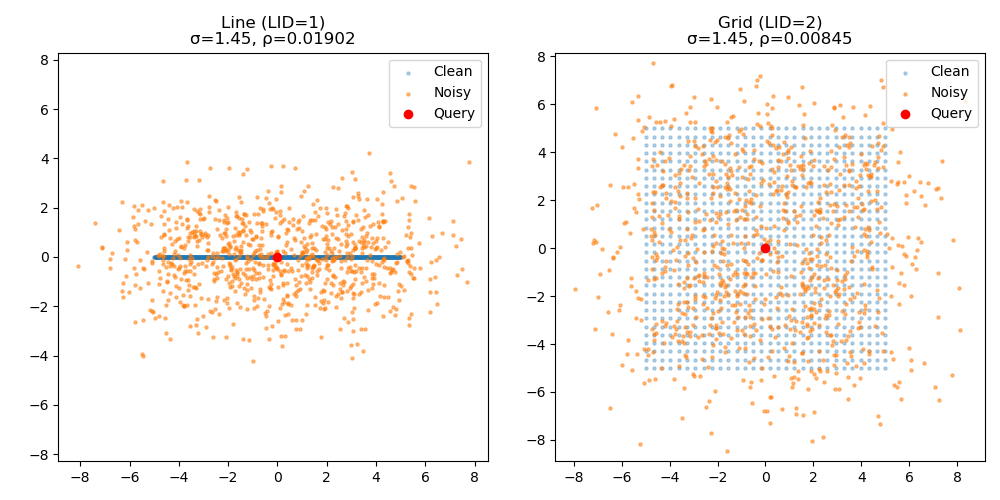 Line (LID=1)
σ=1.45, ρ=0.01902
Clean
Noisy
Query
8
6
4
2
0
−2
−4
−6
−8
−8 −6 −4 −2 0 2 4 6 8
Grid (LID=2)
σ=1.45, ρ=0.00845
Clean
Noisy
Query
8
6
4
2
0
−2
−4
−6
−8
−8 −6 −4 −2 0 2 4 6 8